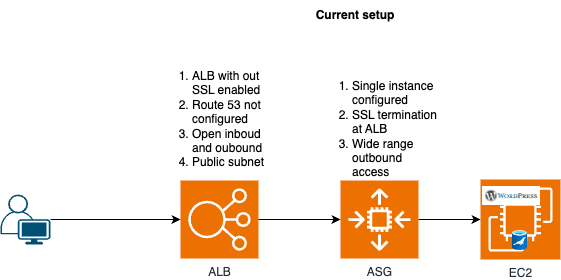 Current setup
1. ALB with out
SSL enabled
2. Route 53 not
configured
3. Open inboud
and oubound
4. Public subnet
1. Single instance
configured
2. SSL termination
at ALB
3. Wide range
outbound
access
WORDPRESS
ALB
ASG
EC2